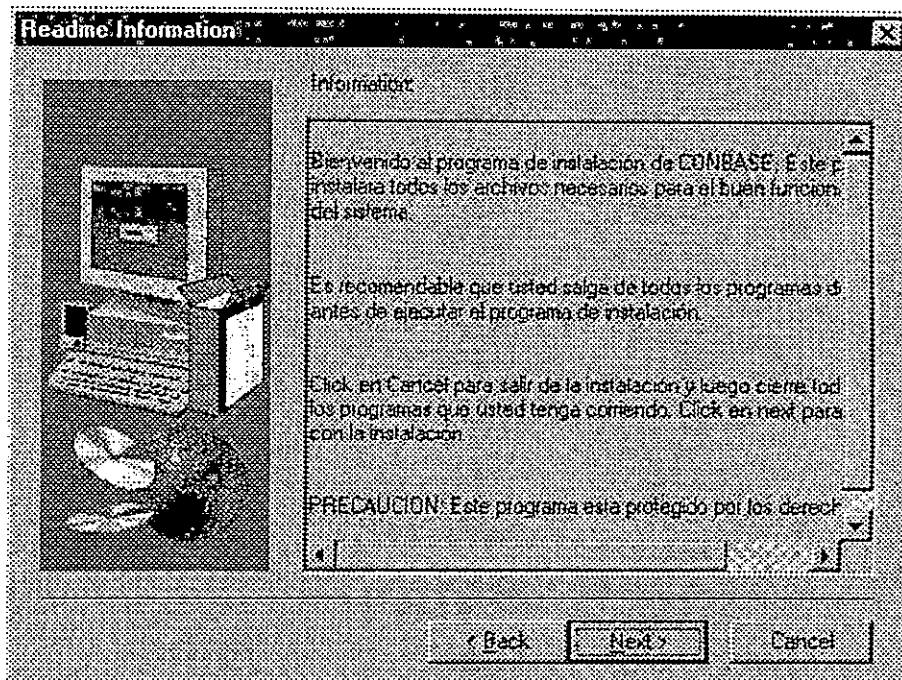 Readme Information
Information:
Bienvenido al programa de instalación de CONBASE. Este p
instalara todos los archivos necesarios para el buen funcion
del sistema.
Es recomendable que usted salga de todos los programas d
antes de ejecutar el programa de instalación.
Click en Cancel para salir de la instalación y luego cierre tod
los programas que usted tenga corriendo. Click en next para
con la instalación.
PRECAUCION: Este programa esta protegido por los derech
< Back
Next >
Cancel